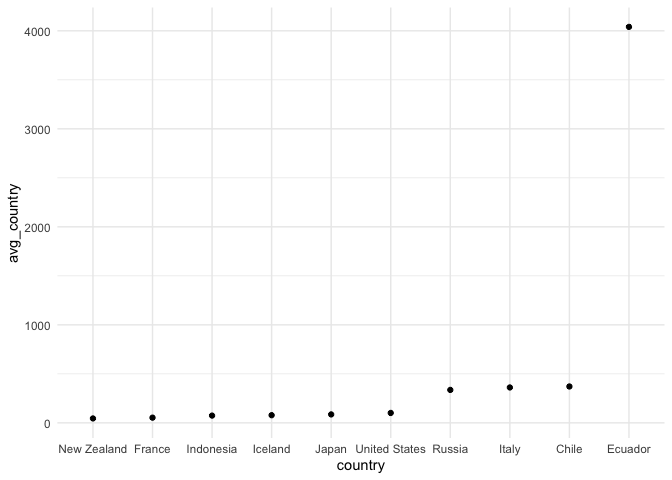 4000
3000
2000
1000
0
avg_country
New Zealand France Indonesia Iceland Japan United States Russia Italy Chile Ecuador
country